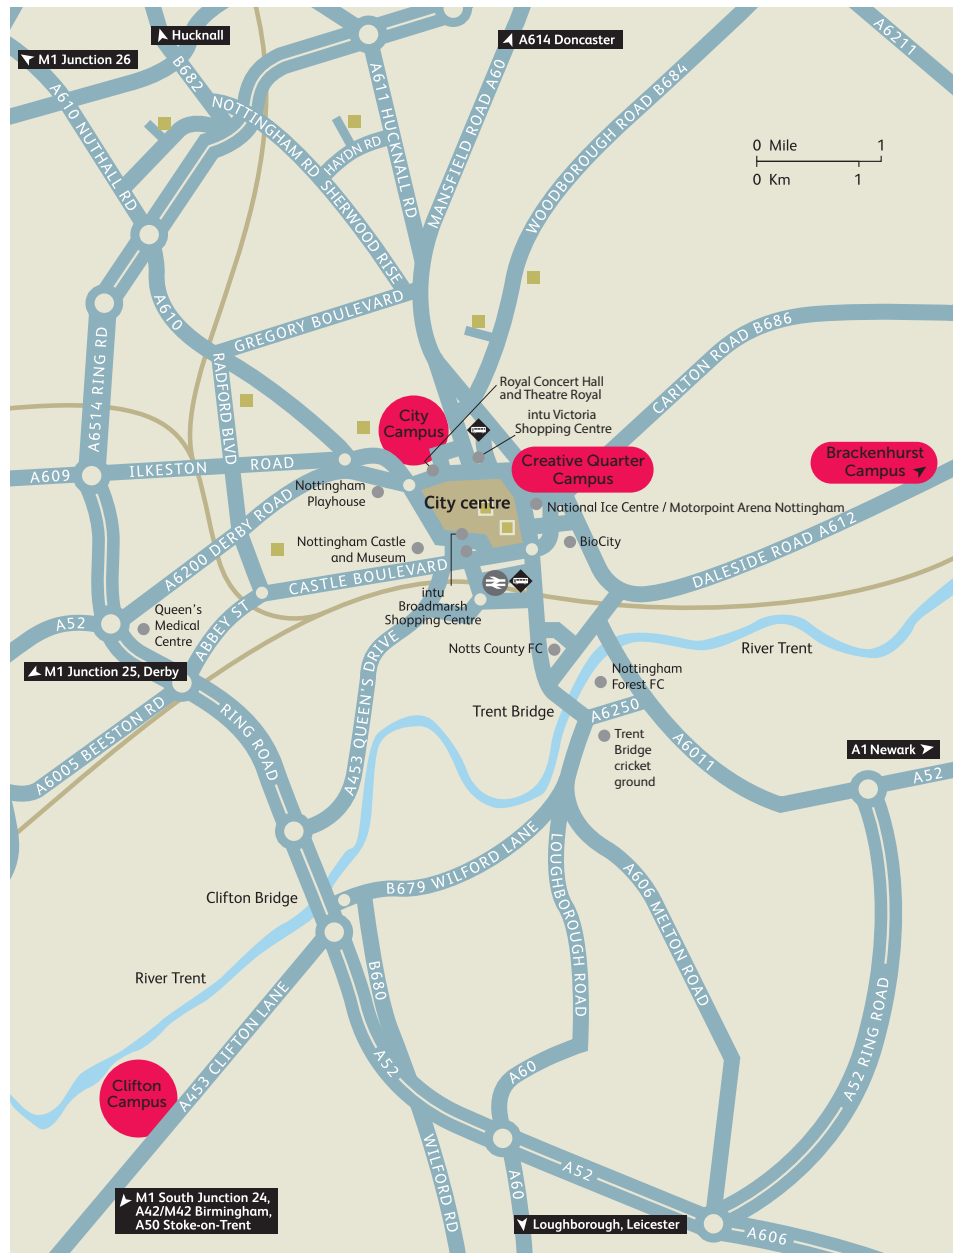 Hucknall
M1 Junction 26
A614 Doncaster
A6211
B682
A610 NUTHALL RD
NOTTINGHAM RD
A611 HUCKNALL RD
HAYDN RD
SHERWOOD RISE
MANSFIELD ROAD A60
WOODBOROUGH ROAD B684
0 Mile 1
0 Km 1
A610
GREGORY BOULEVARD
A6514 RING RD
RADFORD BLVD
CARLTON ROAD B686
Royal Concert Hall
and Theatre Royal
City
Campus
intu Victoria
Shopping Centre
Creative Quarter
Campus
Brackenhurst
Campus
A609
ILKESTON ROAD
Nottingham
Playhouse
City centre
National Ice Centre / Motorpoint Arena Nottingham
A6200 DERBY ROAD
Nottingham Castle
and Museum
BioCity
DALESIDE ROAD A612
CASTLE BOULEVARD
intu
Broadmarsh
Shopping Centre
A52
Queen's
Medical
Centre
ABBEY ST
Notts County FC
River Trent
M1 Junction 25, Derby
Nottingham
Forest FC
A453 QUEEN'S DRIVE
Trent Bridge
A6250
A6005 BEESTON RD
RING ROAD
Trent
Bridge
cricket
ground
A6011
A1 Newark
A52
B679 WILFORD LANE
LOUGHBOROUGH ROAD
A606 MELTON ROAD
Clifton Bridge
River Trent
B680
A453 CLIFTON LANE
A52
A60
A52 RING ROAD
Clifton
Campus
WILFORD RD
A60
A52
M1 South Junction 24,
A42/M42 Birmingham,
A50 Stoke-on-Trent
Loughborough, Leicester
A606